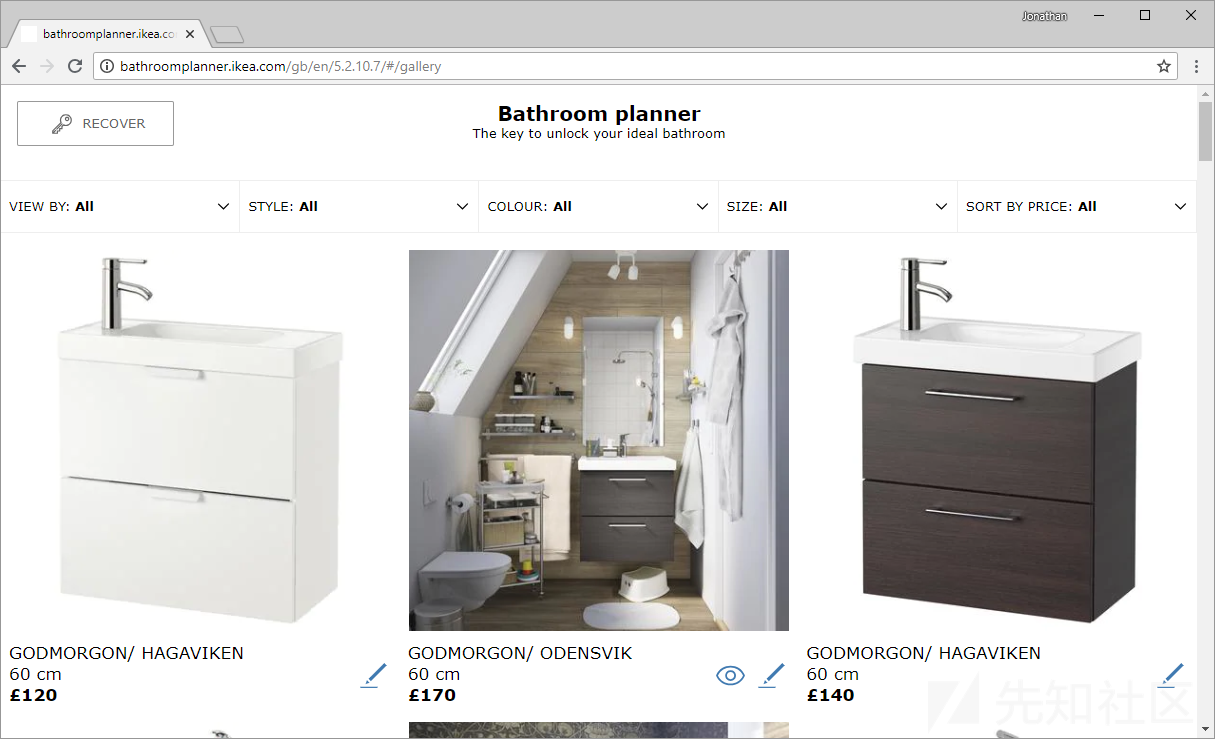 Jonathan
bathroomplanner.ikea.co
bathroomplanner.ikea.com/gb/en/5.2.10.7/#/gallery
RECOVER
Bathroom planner
The key to unlock your ideal bathroom
VIEW BY: All
STYLE: All
COLOUR: All
SIZE: All
SORT BY PRICE: All
GODMORGON/ HAGAVIKEN
60 cm
£120
GODMORGON/ ODENSVIK
60 cm
£170
GODMORGON/ HAGAVIKEN
60 cm
£140
先知社区